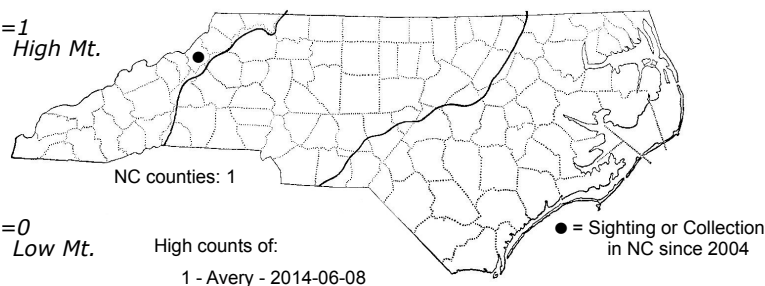 =1
High Mt.
NC counties: 1
=0
Low Mt.
High counts of:
1 - Avery - 2014-06-08
● = Sighting or Collection
in NC since 2004